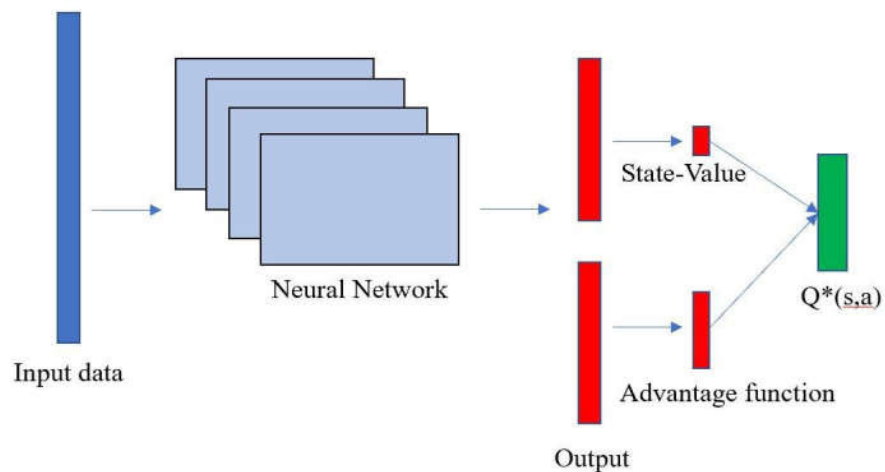 State-Value
Neural Network
Q*(s,a)
Input data
Advantage function
Output